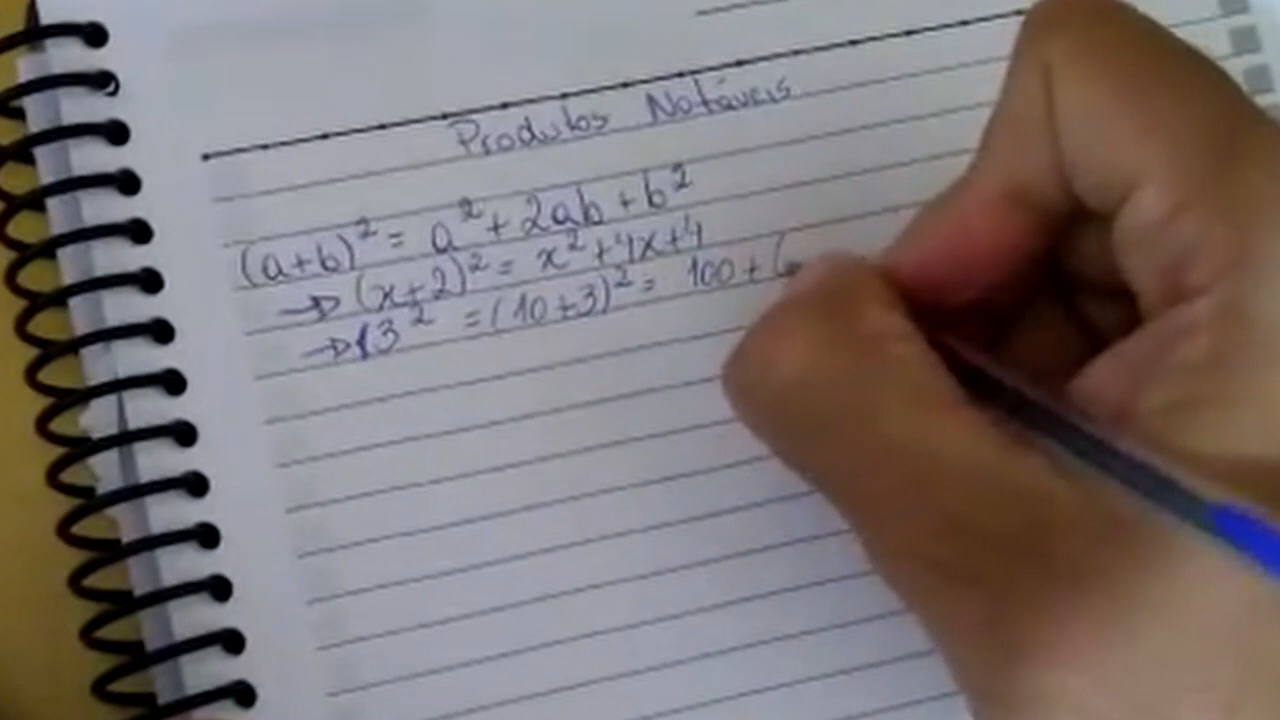 Produtos Notáveis
(a+b)² = a² + 2ab + b²
→ (x+2)² = x² + 4x + 4
→ 13² = (10+3)² = 100 + (